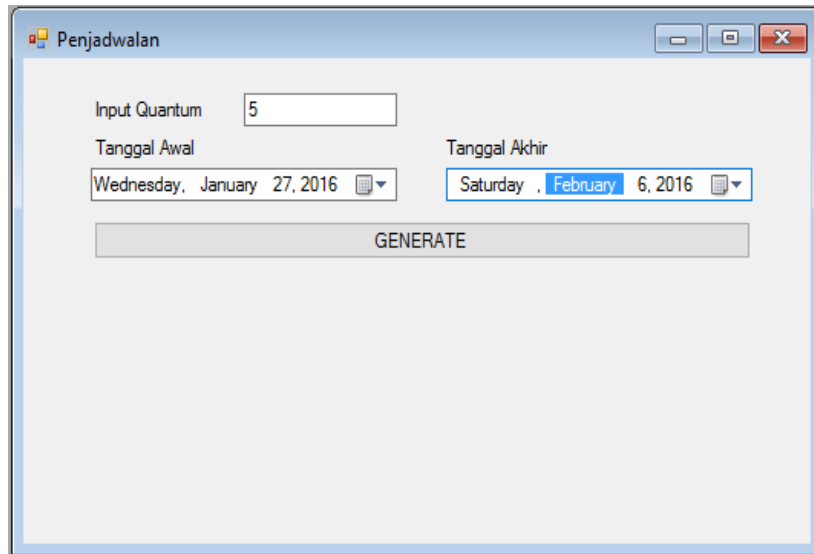 Penjadwalan
Input Quantum 5
Tanggal Awal Tanggal Akhir
Wednesday, January 27, 2016 Saturday , February 6, 2016
GENERATE